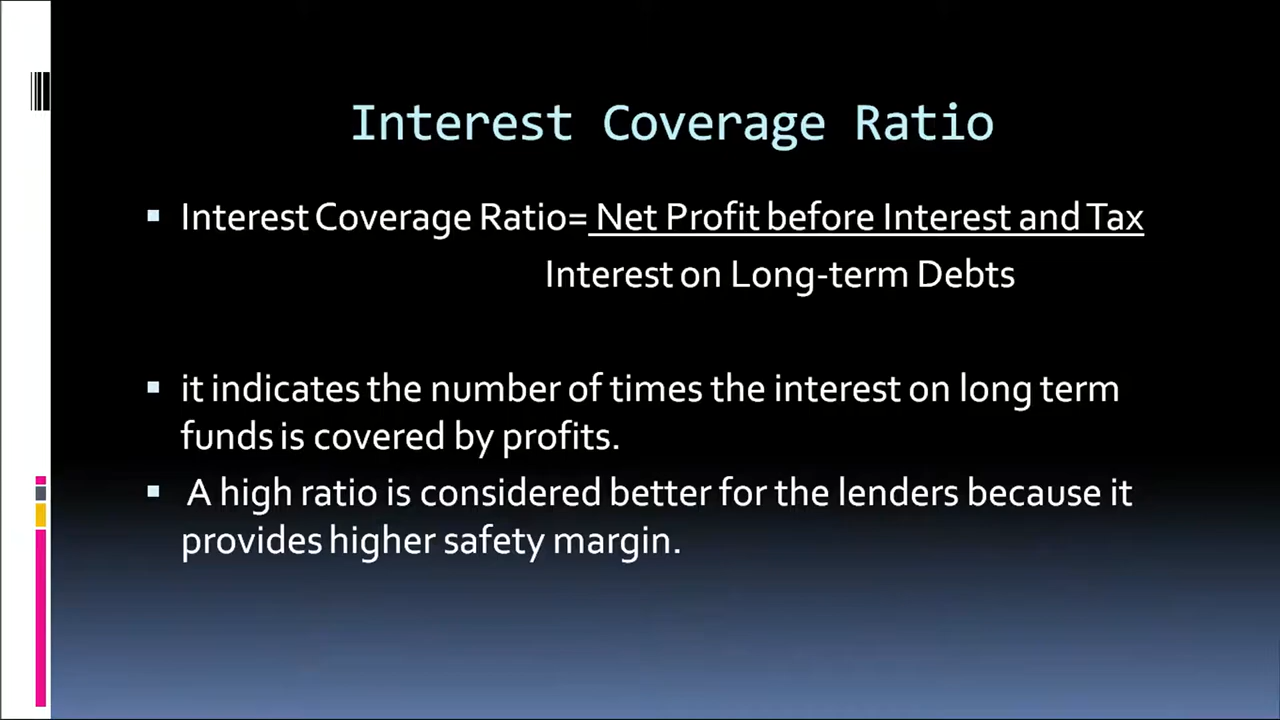 Interest Coverage Ratio
Interest Coverage Ratio= Net Profit before Interest and Tax
Interest on Long-term Debts
it indicates the number of times the interest on long term
funds is covered by profits.
A high ratio is considered better for the lenders because it
provides higher safety margin.